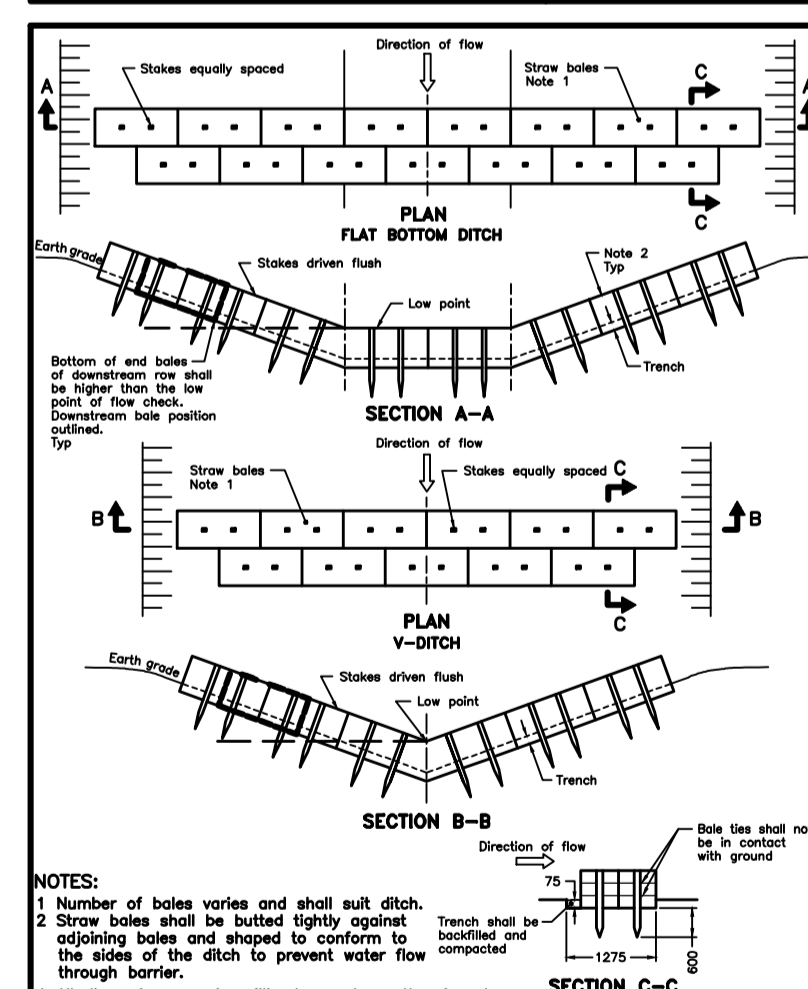 Direction of flow
Stakes equally spaced
Straw bales
Note 1
A
C
A
C
PLAN
FLAT BOTTOM DITCH
Earth grade
Stakes driven flush
Note 2
Typ
Low point
Trench
Bottom of end bales
of downstream row shall
be higher than the low
point of flow check.
Downstream bale position
outlined.
Typ
SECTION A-A
Direction of flow
Straw bales
Note 1
Stakes equally spaced
C
B
B
C
PLAN
V-DITCH
Earth grade
Stakes driven flush
Low point
Trench
SECTION B-B
Direction of flow
Bale ties shall no
be in contact
with ground
75
Trench shall be
backfilled and
compacted
1275
600
SECTION C-C
NOTES:
1 Number of bales varies and shall suit ditch.
2 Straw bales shall be butted tightly against
adjoining bales and shaped to conform to
the sides of the ditch to prevent water flow
through barrier.